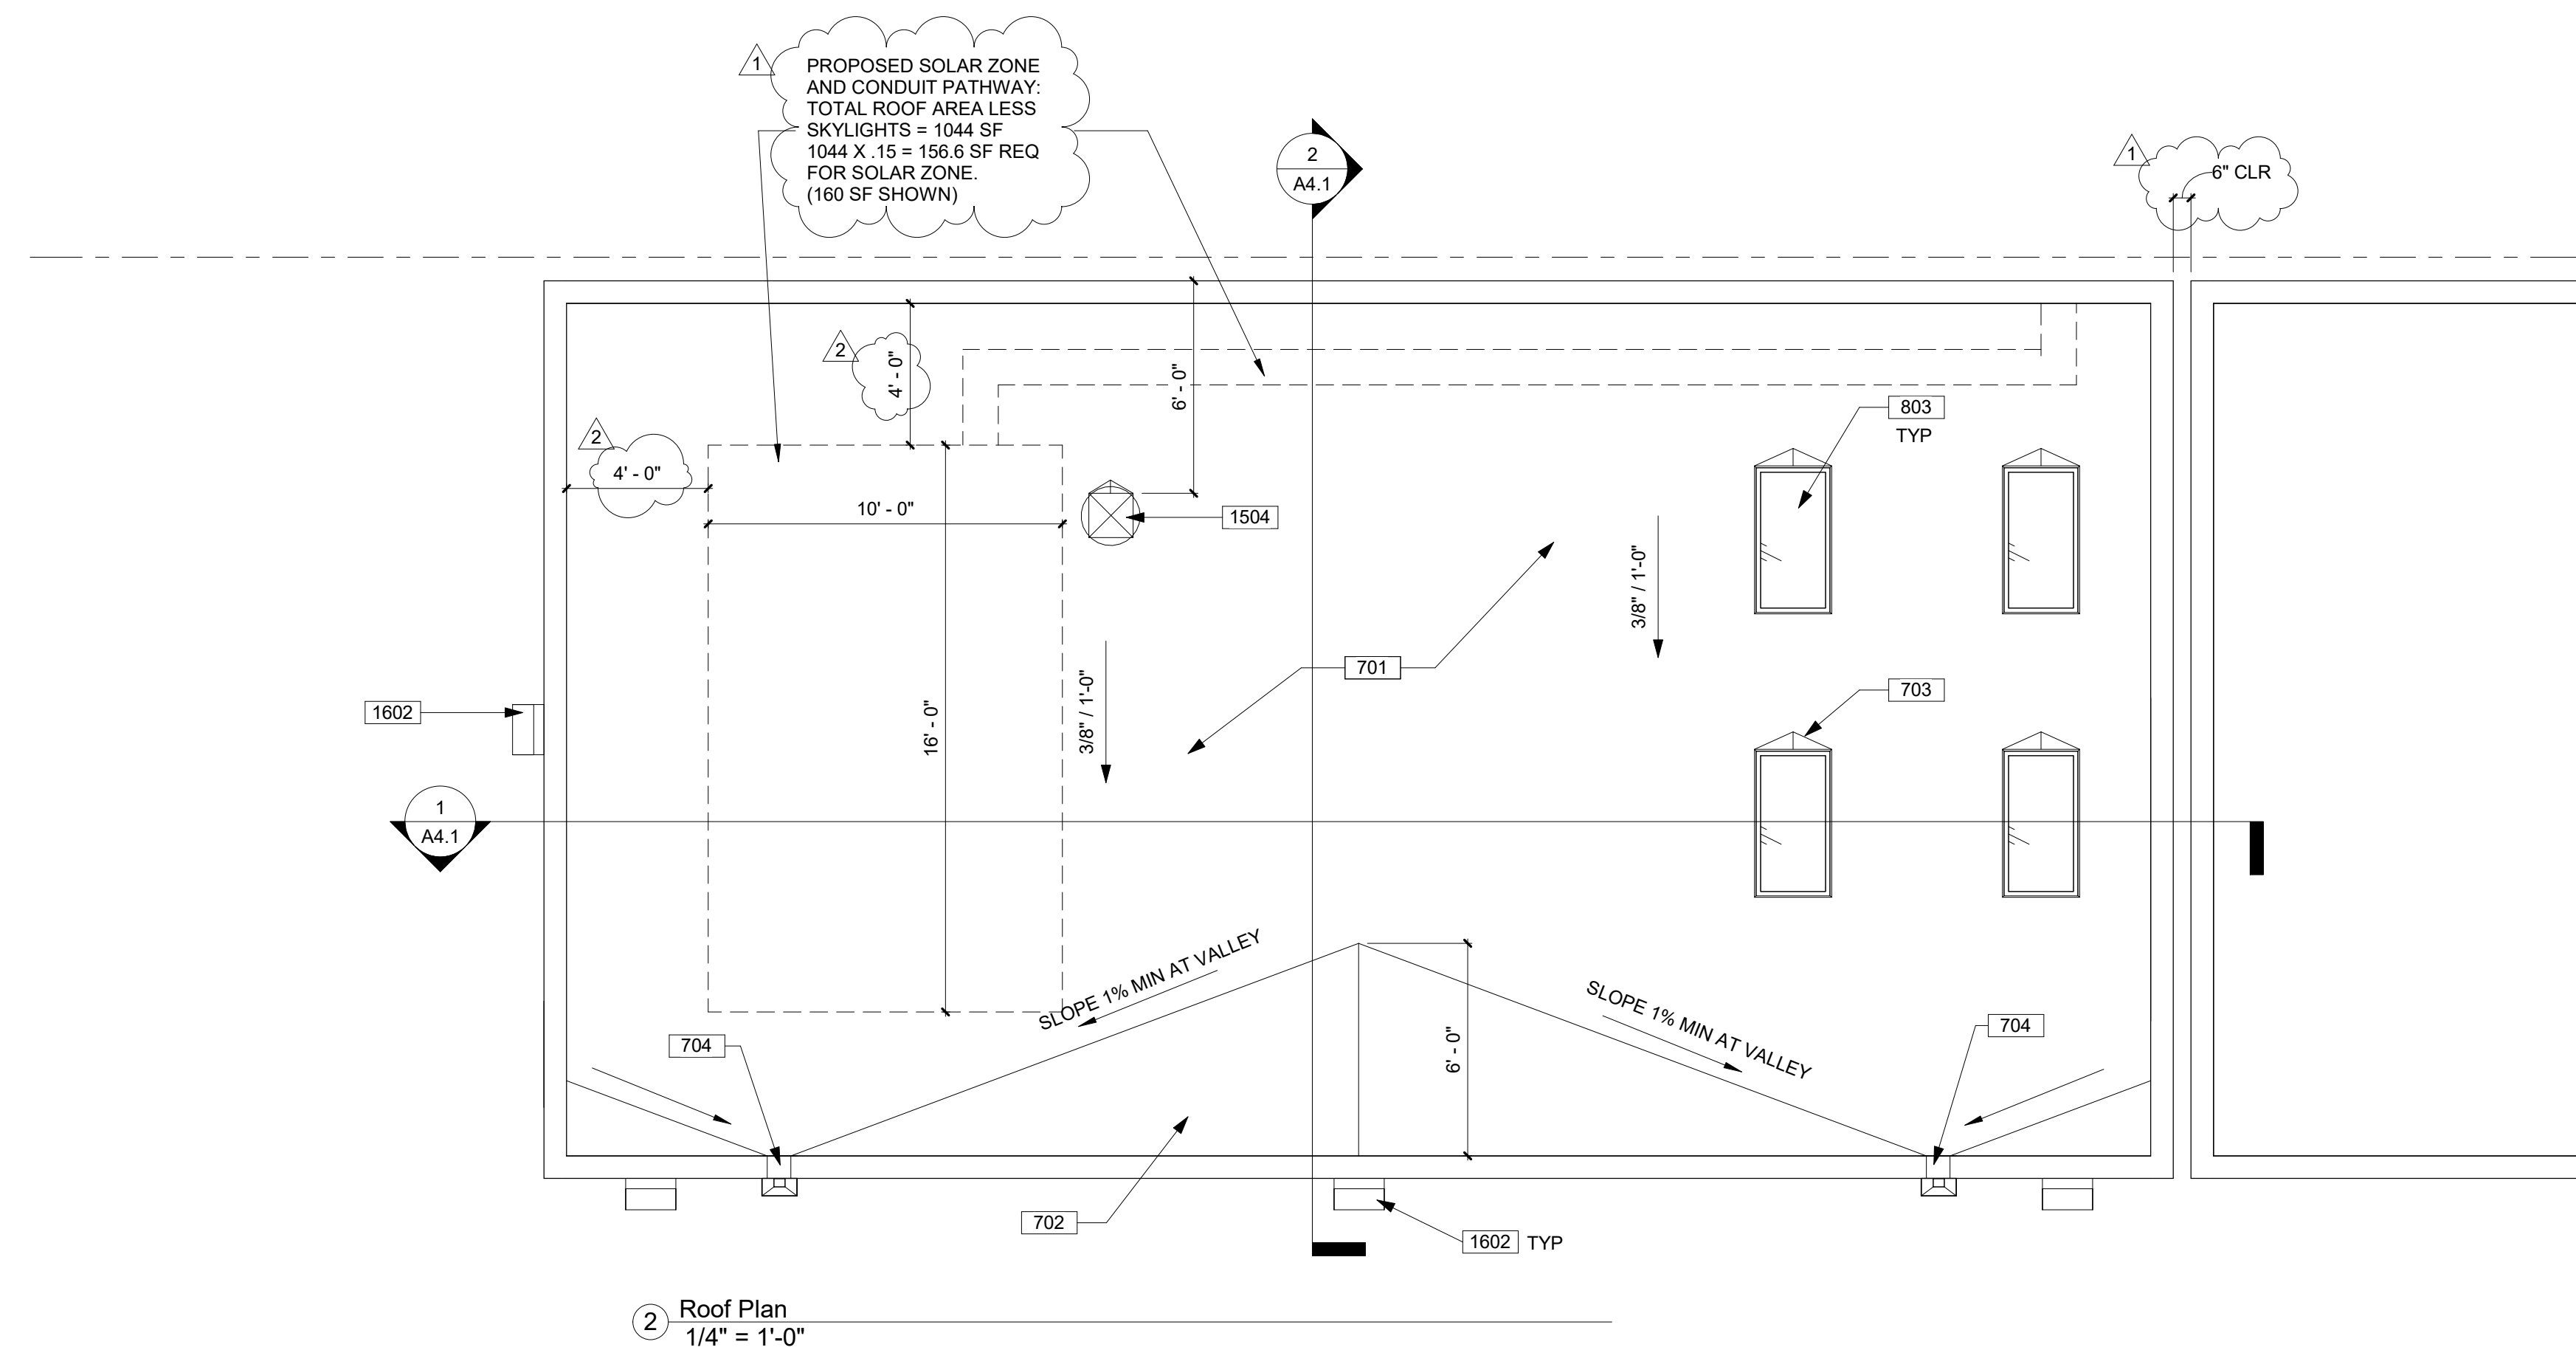 1
PROPOSED SOLAR ZONE
AND CONDUIT PATHWAY:
TOTAL ROOF AREA LESS
SKYLIGHTS = 1044 SF
1044 X .15 = 156.6 SF REQ
FOR SOLAR ZONE.
(160 SF SHOWN)
2
A4.1
1
6" CLR
2
4' - 0"
6' - 0"
2
4' - 0"
803
TYP
10' - 0"
1504
3/8" / 1'-0"
701
703
1602
16' - 0"
3/8" / 1'-0"
1
A4.1
SLOPE 1% MIN AT VALLEY
SLOPE 1% MIN AT VALLEY
6' - 0"
704
704
702
1602 TYP
2
Roof Plan
1/4" = 1'-0"